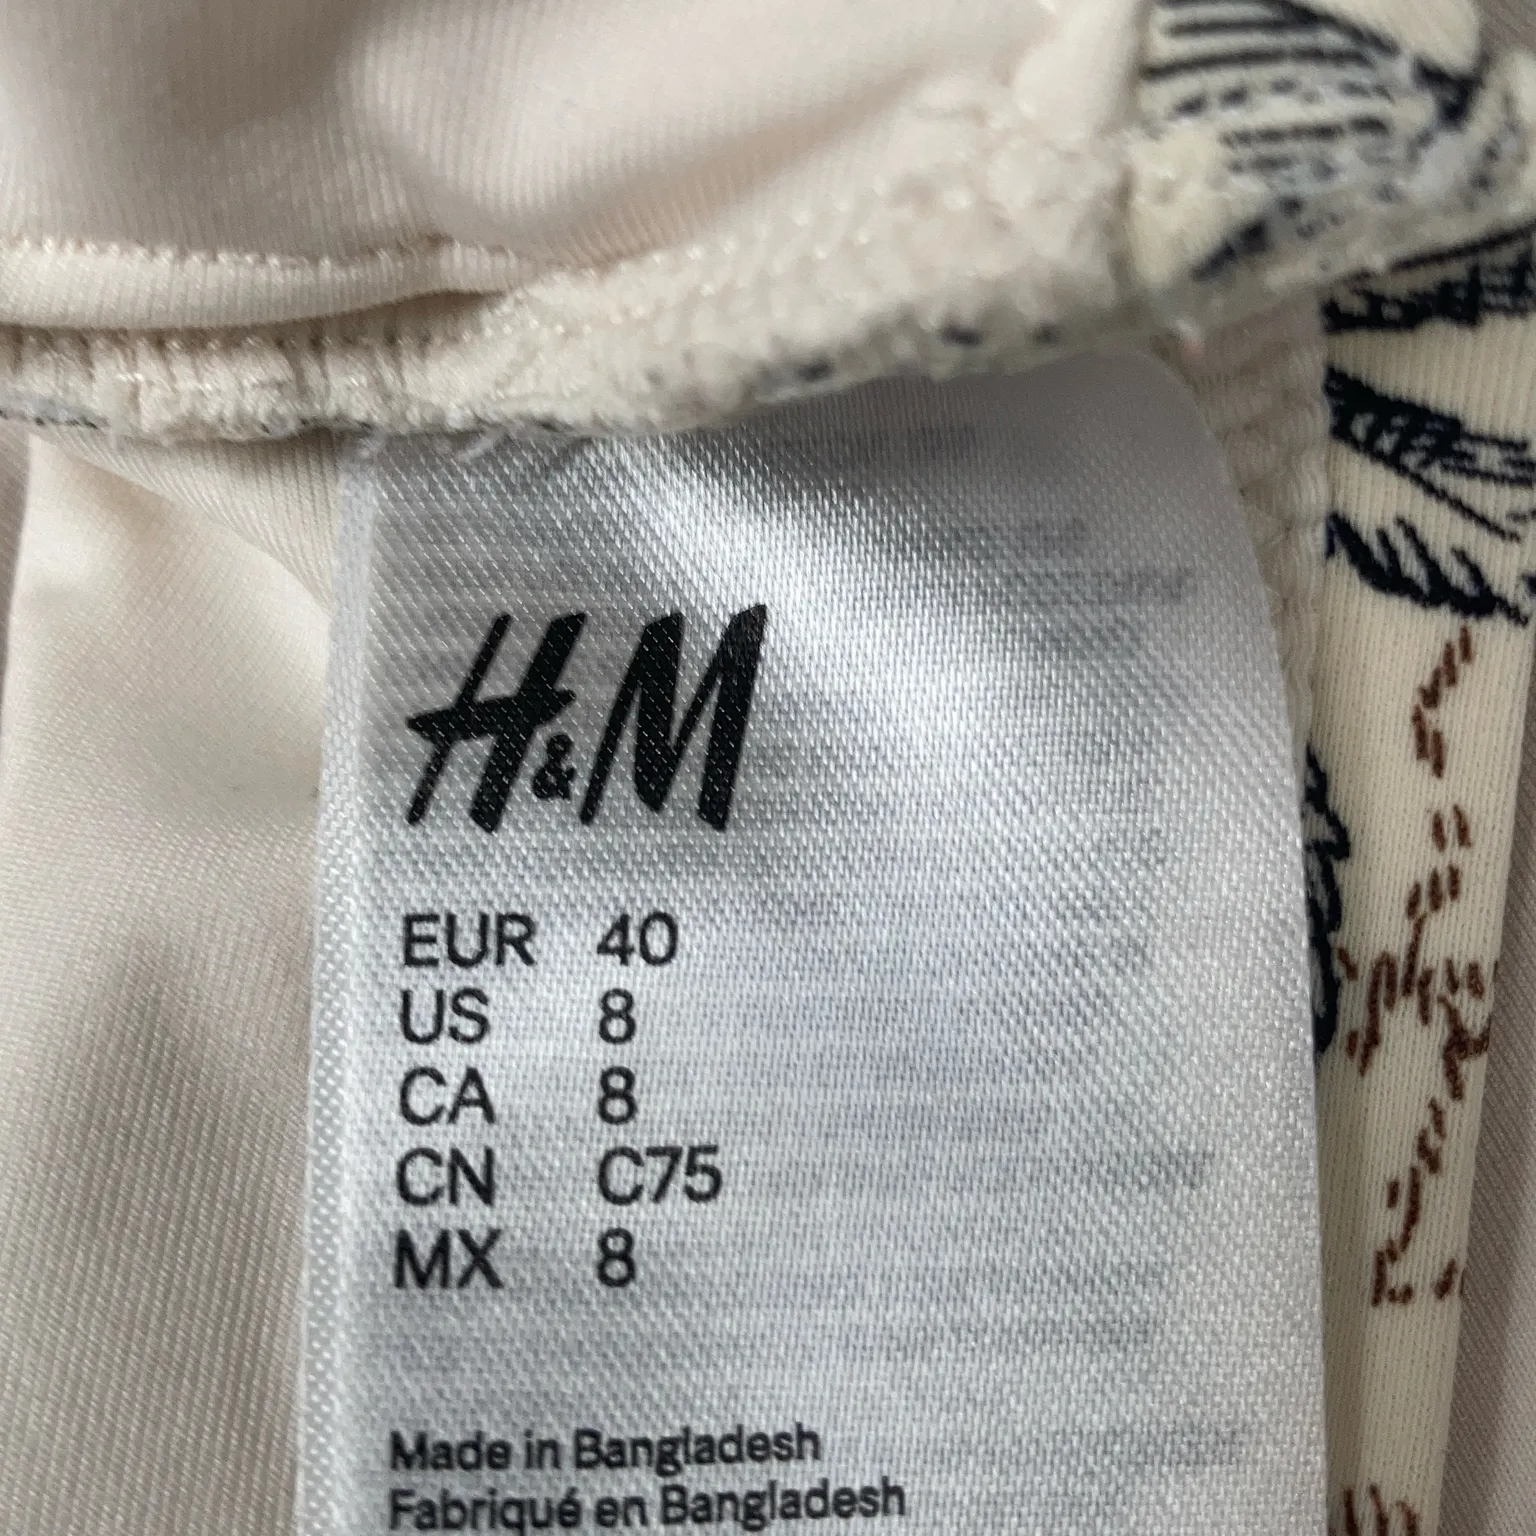 H&M
EUR 40
US 8
CA 8
CN C75
MX 8
Made in Bangladesh
Fabriqué en Bangladesh